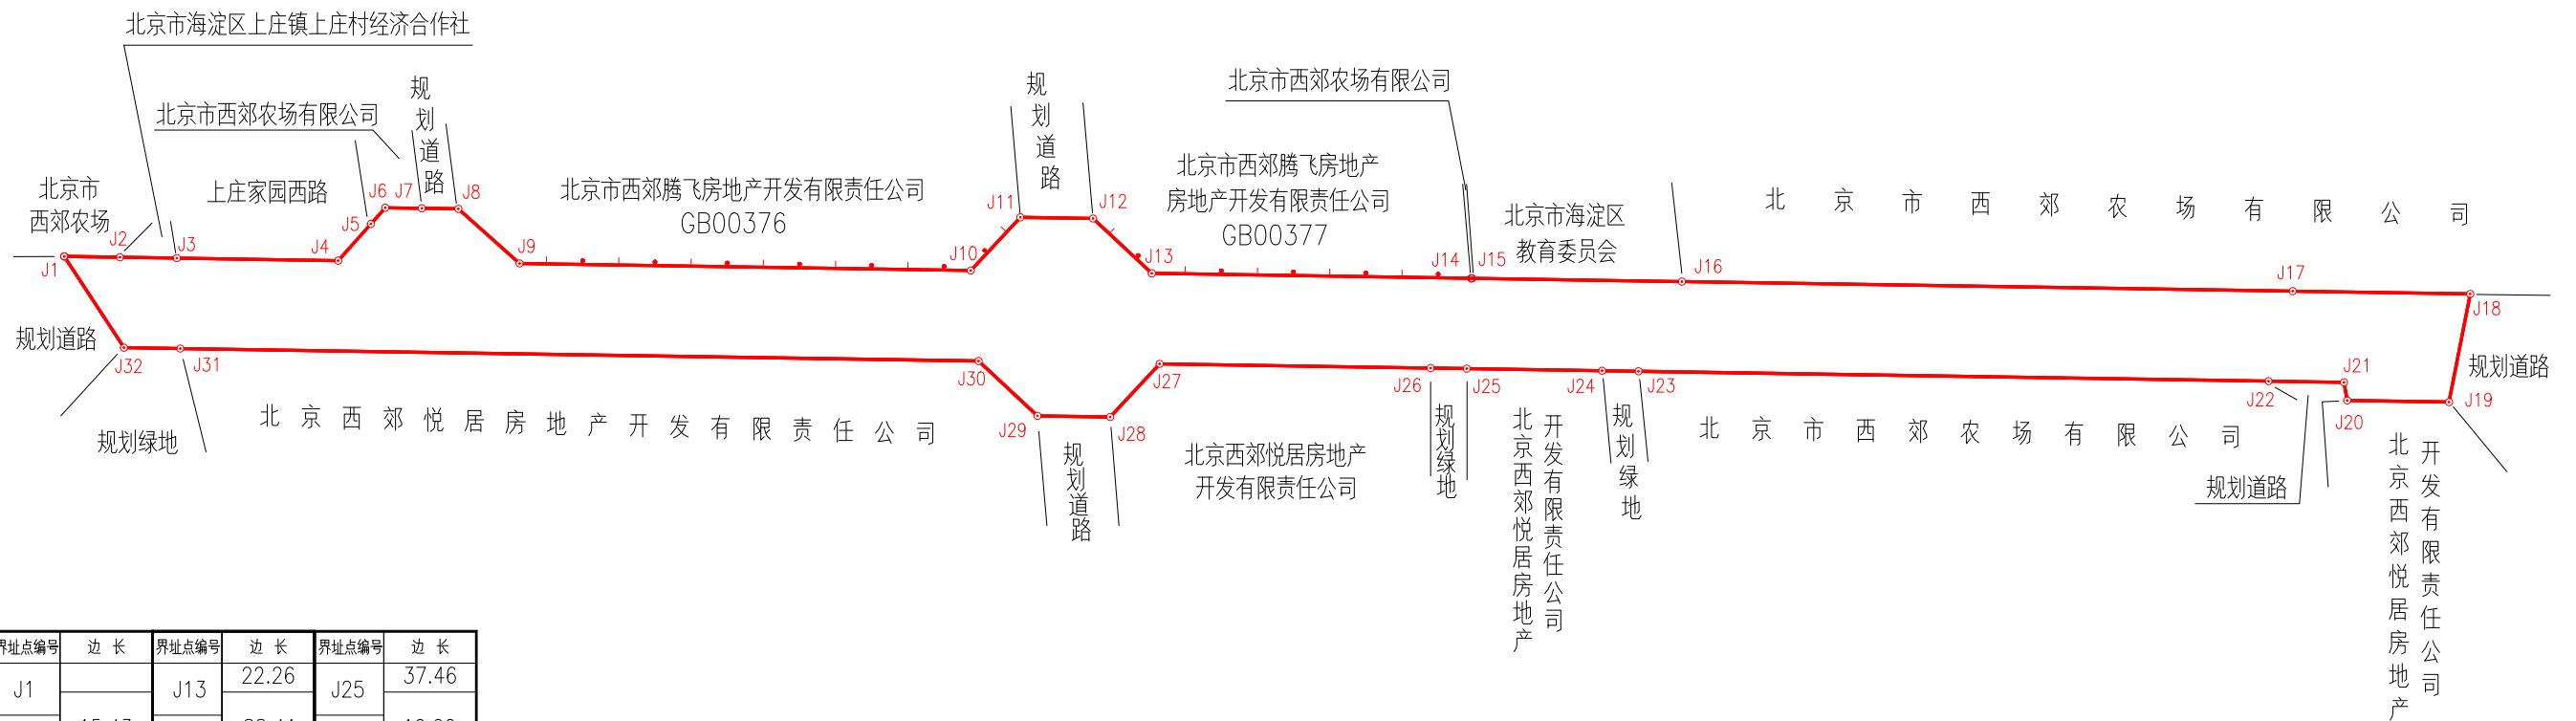 北京市海淀区上庄镇上庄村经济合作社
北京市西郊农场有限公司
规划道路
规划道路
北京市西郊农场有限公司
北京市
西郊农场
上庄家园西路
北京市西郊腾飞房地产开发有限责任公司
GB00376
北京市西郊腾飞房地产
房地产开发有限责任公司
GB00377
北京市海淀区
教育委员会
北京市西郊农场有限公司
J1
J2
J3
J4
J5
J6
J7
J8
J9
J10
J11
J12
J13
J14
J15
J16
J17
J18
规划道路
J32
J31
J30
J29
J28
J27
J26
J25
J24
J23
J22
J21
J20
J19
规划道路
规划绿地
北京西郊悦居房地产开发有限责任公司
规划道路
北京西郊悦居房地产
开发有限责任公司
规划绿地
北京西郊悦居房地产
开发有限责任公司
规划绿地
北京市西郊农场有限公司
规划道路
北京西郊悦居房地产
开发有限责任公司
界址点编号 边长 界址点编号 边长 界址点编号 边长
22.26 37.46
J1 J13 J25